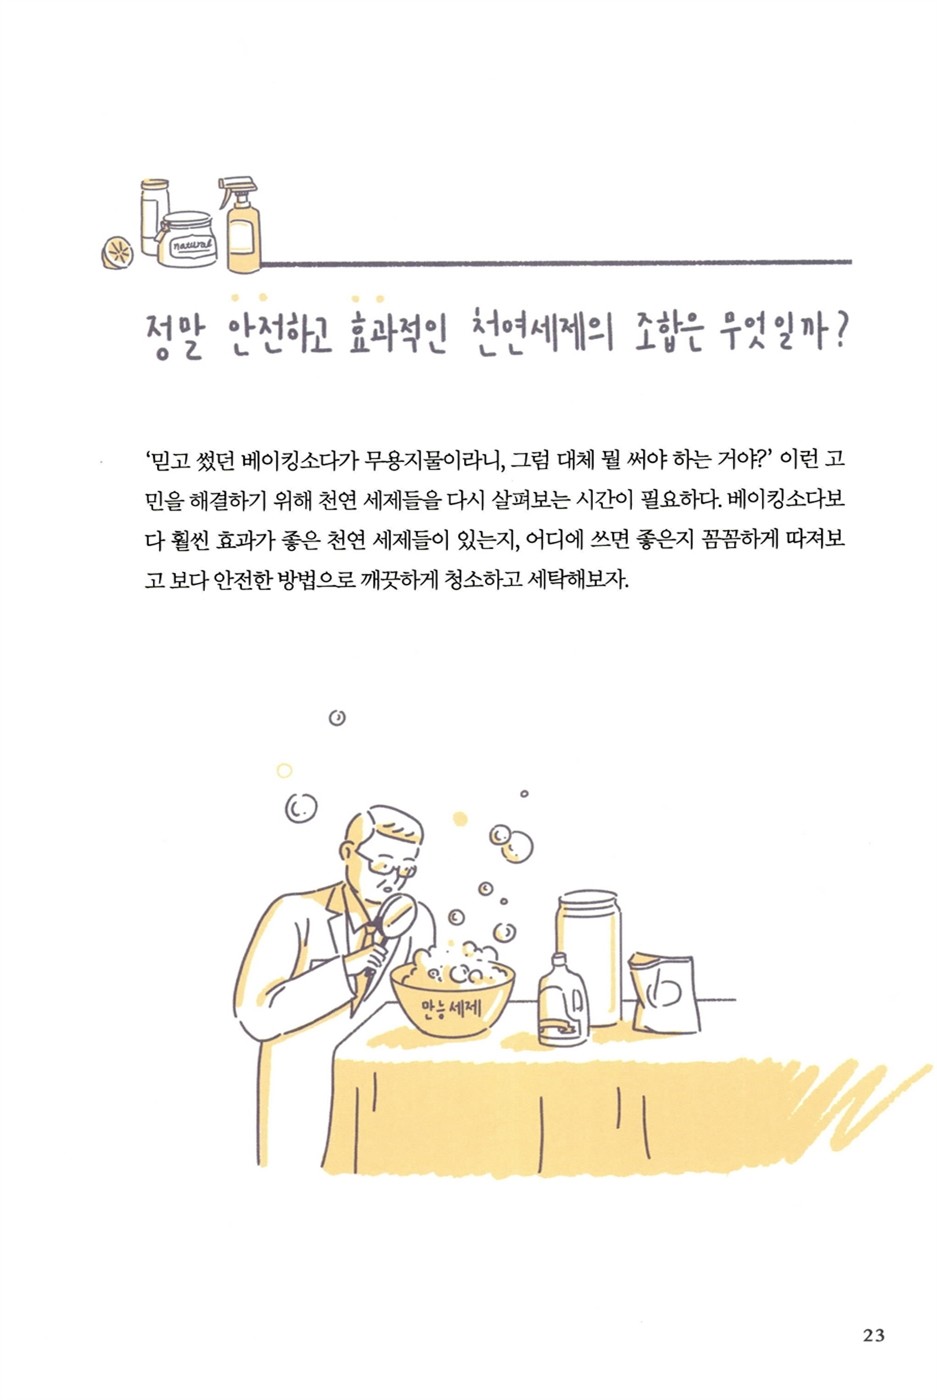 natural
정말 안전하고 효과적인 천연세제의 조합은 무엇일까?
‘믿고 썼던 베이킹소다가 무용지물이라니, 그럼 대체 뭘 써야 하는 거야?’ 이런 고
민을 해결하기 위해 천연 세제들을 다시 살펴보는 시간이 필요하다. 베이킹소다보
다 훨씬 효과가 좋은 천연 세제들이 있는지, 어디에 쓰면 좋은지 꼼꼼하게 따져보
고 보다 안전한 방법으로 깨끗하게 청소하고 세탁해보자.
만능세제
23